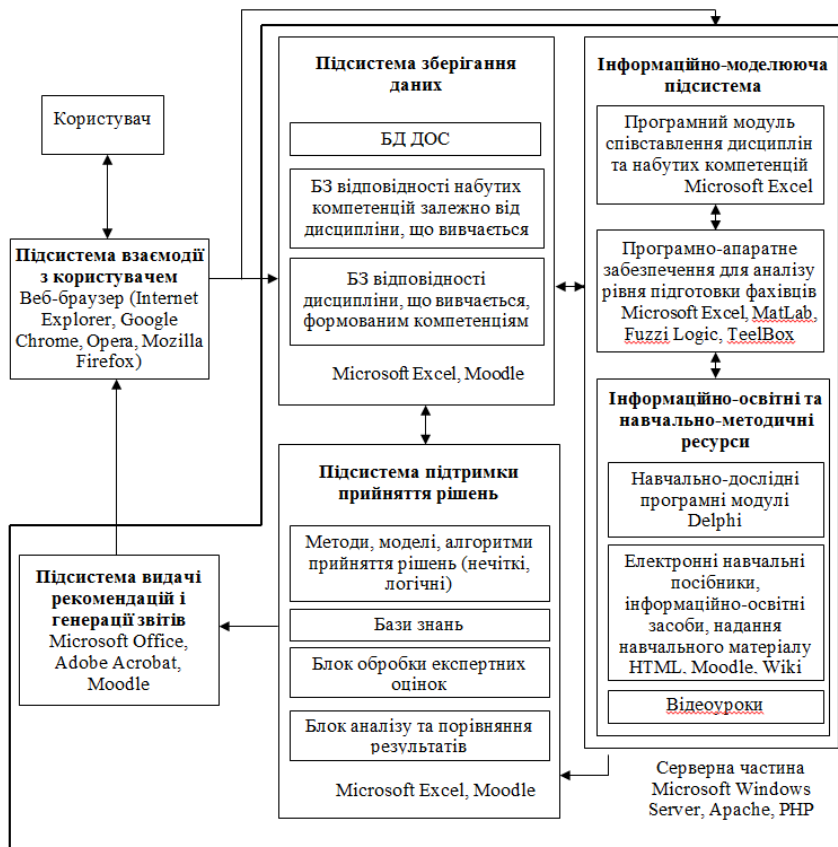 Користувач
Підсистема взаємодії
з користувачем
Веб-браузер (Internet
Explorer, Google
Chrome, Opera, Mozilla
Firefox)
Підсистема видачі
рекомендацій і
генерації звітів
Microsoft Office,
Adobe Acrobat,
Moodle
Підсистема зберігання
даних
БД ДОС
БЗ відповідності набутих
компетенцій залежно від
дисципліни, що вивчається
БЗ відповідності
дисципліни, що вивчається,
формованим компетенціям
Microsoft Excel, Moodle
Підсистема підтримки
прийняття рішень
Методи, моделі, алгоритми
прийняття рішень (нечіткі,
логічні)
Бази знань
Блок обробки експертних
оцінок
Блок аналізу та порівняння
результатів
Microsoft Excel, Moodle
Інформаційно-моделююча
підсистема
Програмний модуль
співставлення дисциплін
та набутих компетенцій
Microsoft Excel
Програмно-апаратне
забезпечення для аналізу
рівня підготовки фахівців
Microsoft Excel, MatLab,
Fuzzi Logic, TeelBox
Інформаційно-освітні та
навчально-методичні
ресурси
Навчально-дослідні
програмні модулі
Delphi
Електронні навчальні
посібники,
інформаційно-освітні
засоби, надання
навчального матеріалу
HTML, Moodle, Wiki
Відеоуроки
Серверна частина
Microsoft Windows
Server, Apache, PHP